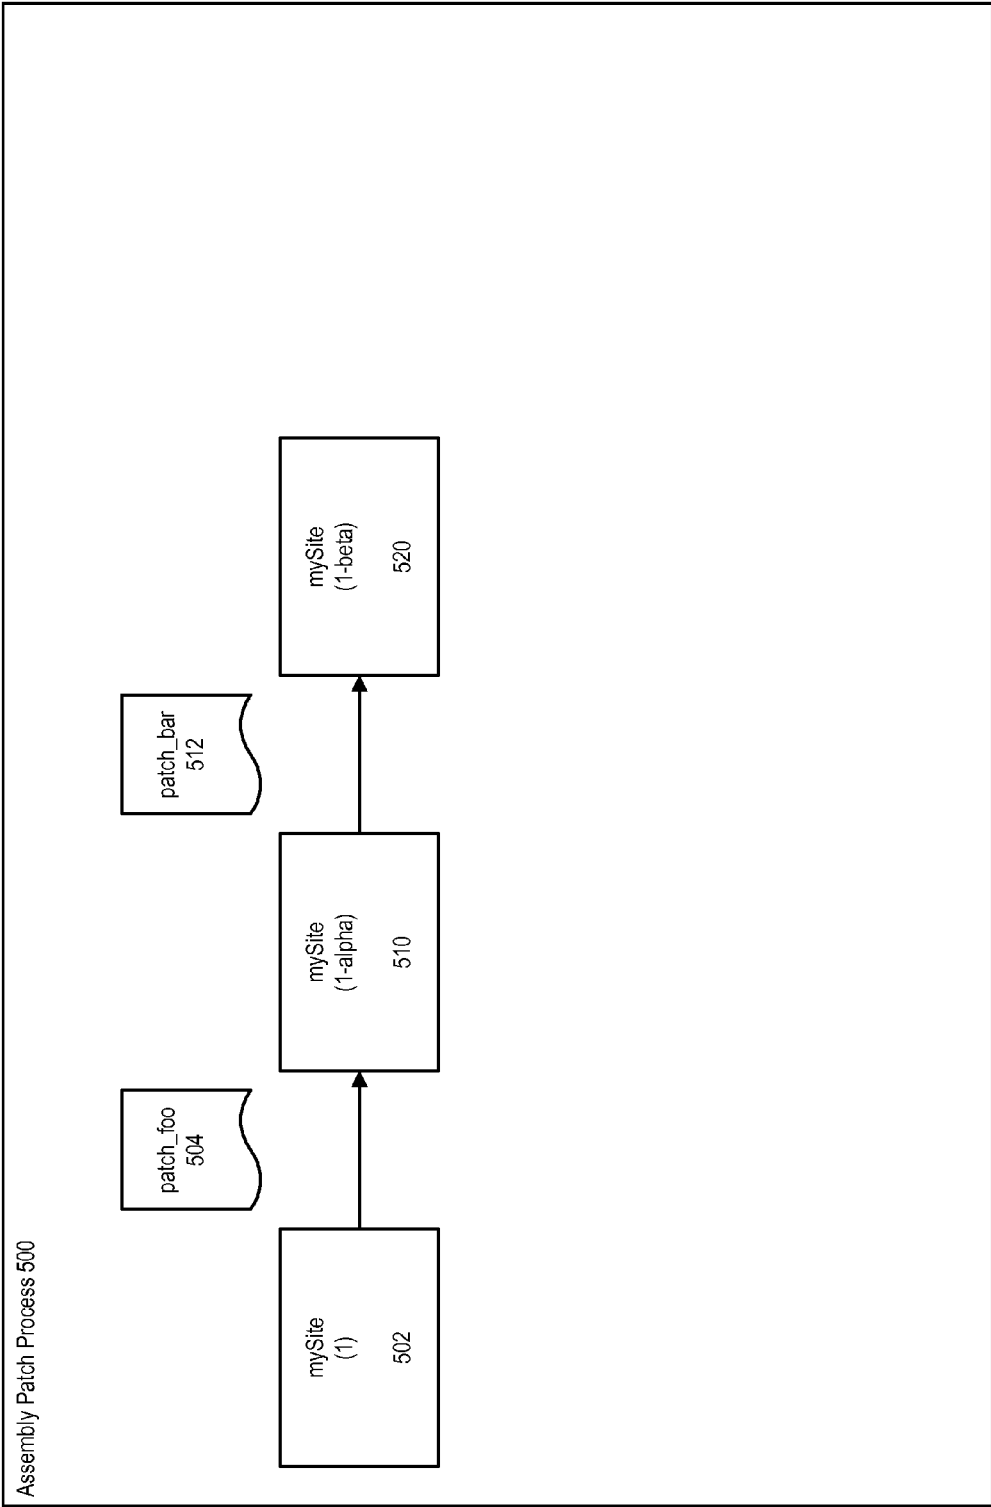 Assembly Patch Process 500
patch_foo
504
patch_bar
512
mySite
(1)
502
mySite
(1-alpha)
510
mySite
(1-beta)
520